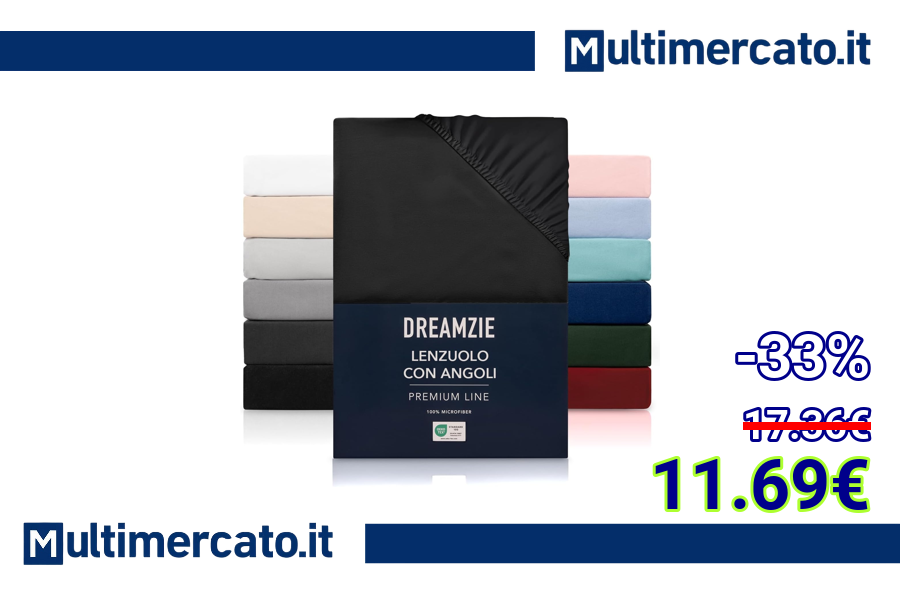 Multimercato.it
DREAMZIE
LENZUOLO
CON ANGOLI
PREMIUM LINE
100% MICROFIBER
-33%
17.36€
11.69€
Multimercato.it